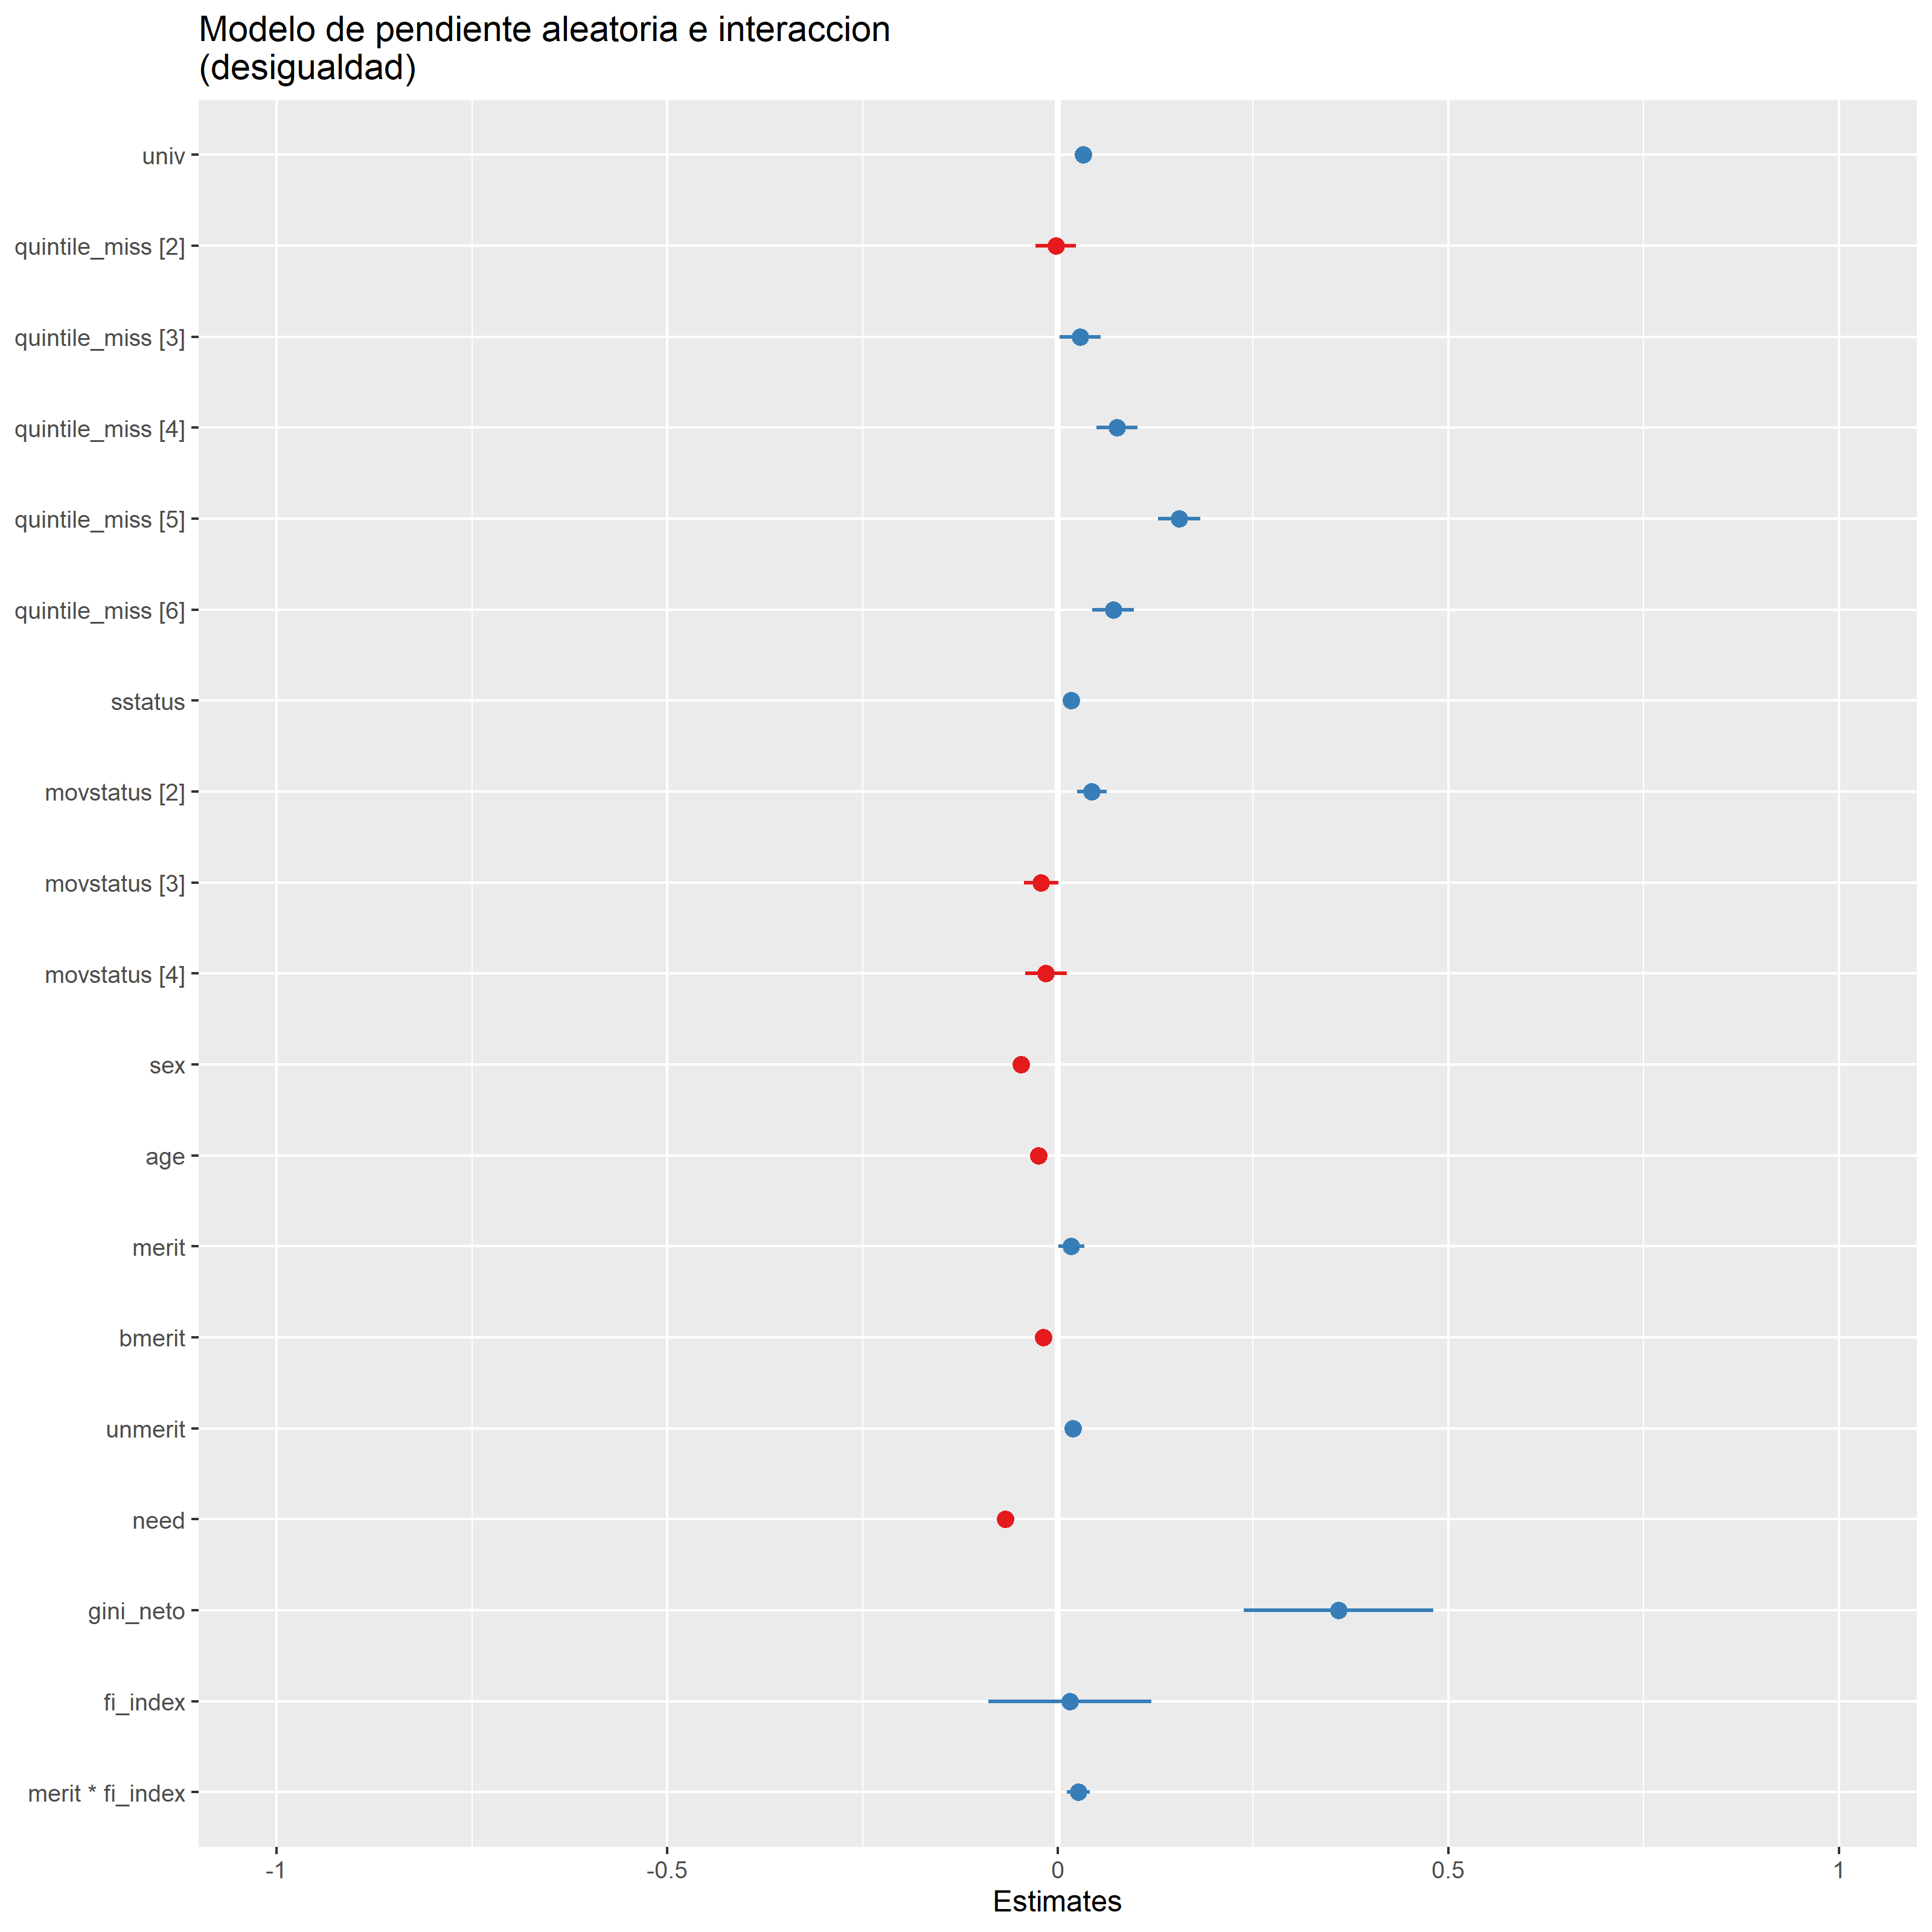 Modelo de pendiente aleatoria e interaccion
(desigualdad)
univ
quintile_miss [2]
quintile_miss [3]
quintile_miss [4]
quintile_miss [5]
quintile_miss [6]
sstatus
movstatus [2]
movstatus [3]
movstatus [4]
sex
age
merit
bmerit
unmerit
need
gini_neto
fi_index
merit * fi_index
-1 -0.5 0 0.5 1
Estimates